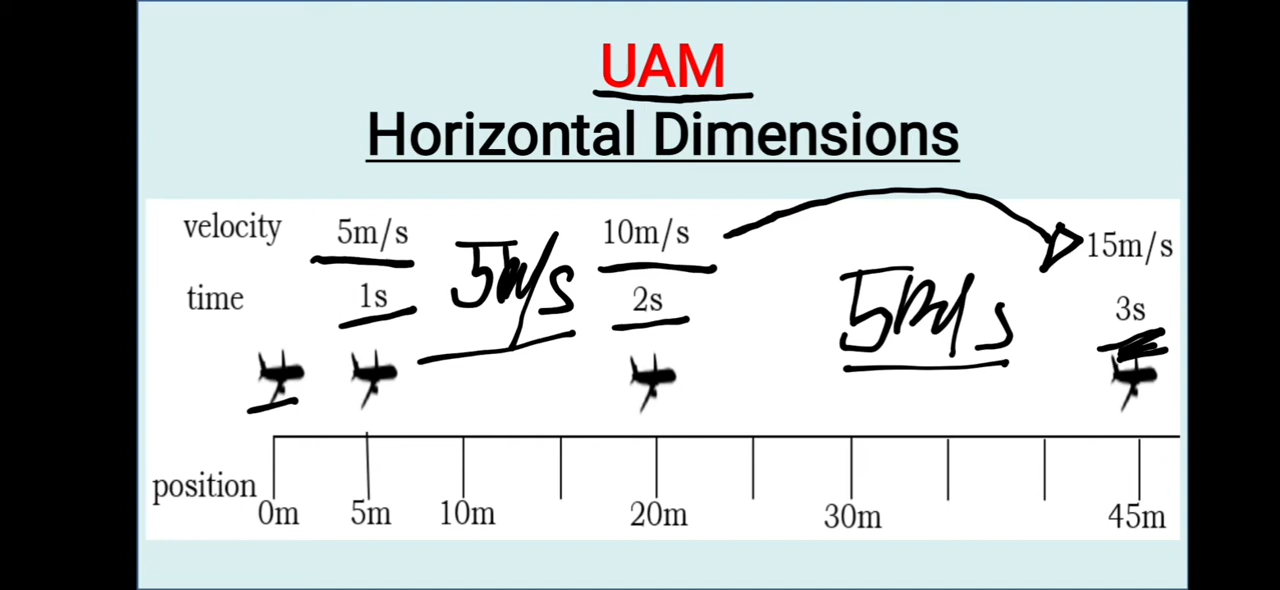 UAM
Horizontal Dimensions
velocity 5m/s 10m/s 15m/s
5m/s 5m/s
time 1s 2s 3s
position
0m 5m 10m 20m 30m 45m